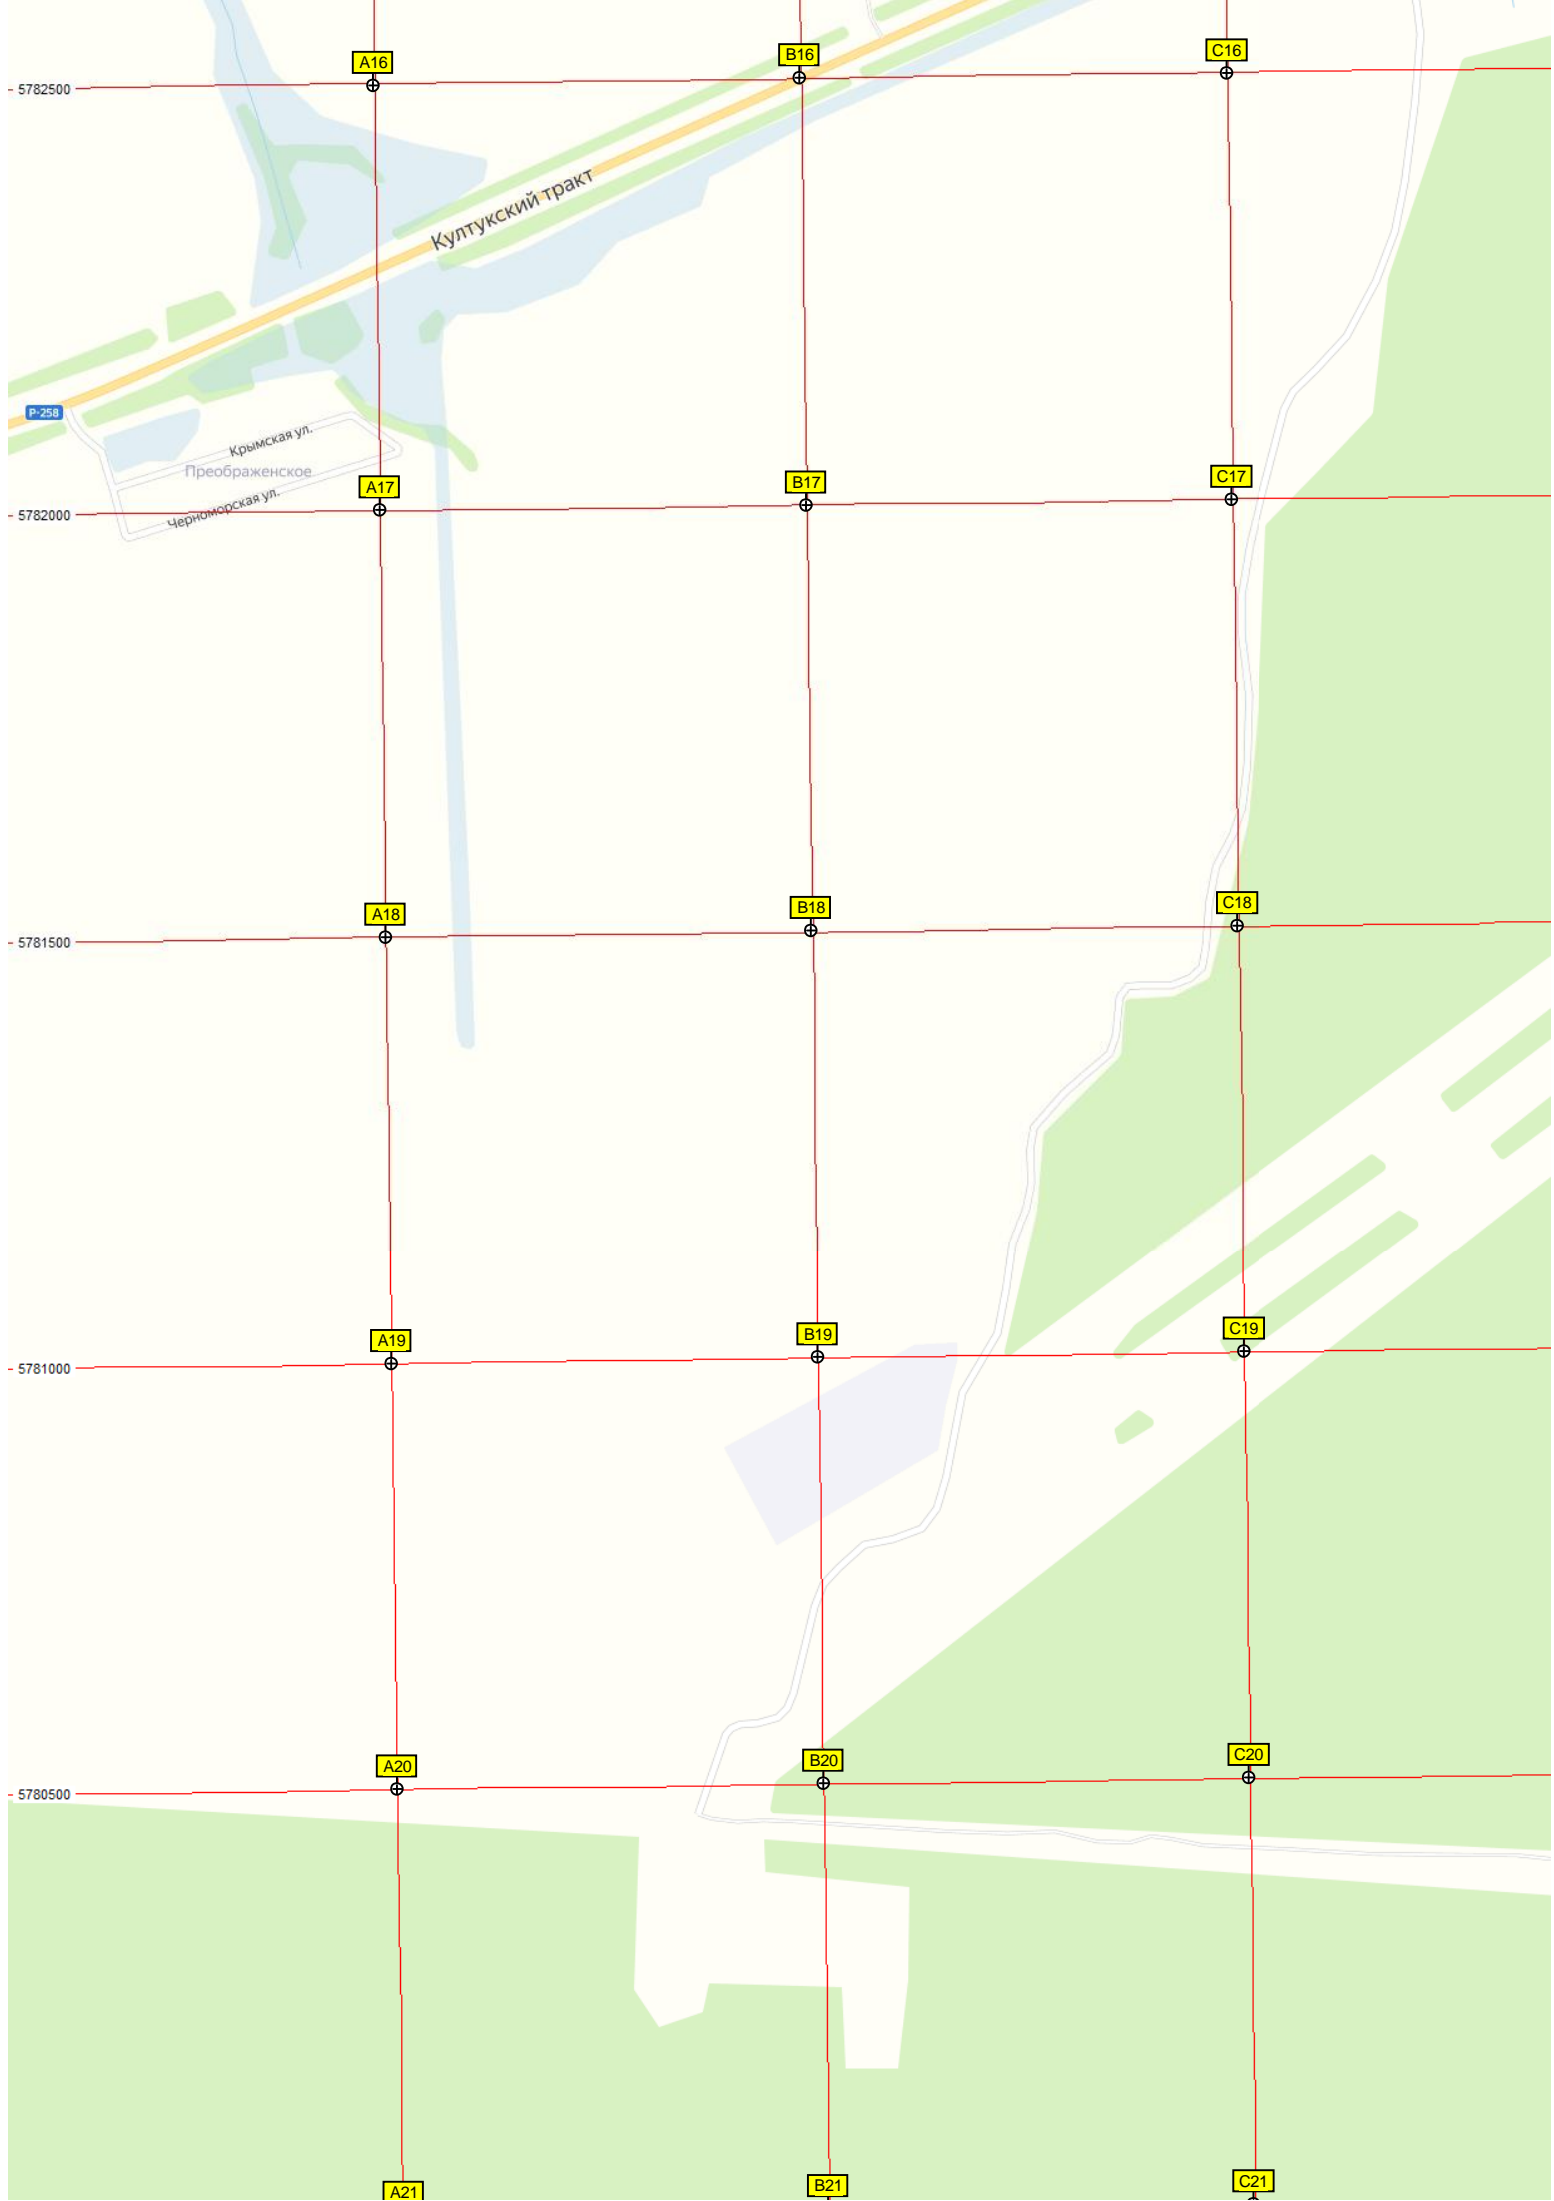 A16
B16
C16
5782500
Култукский тракт
Р-258
Крымская ул.
Преображенское
Черноморская ул.
A17
B17
C17
5782000
A18
B18
C18
5781500
A19
B19
C19
5781000
A20
B20
C20
5780500
A21
B21
C21